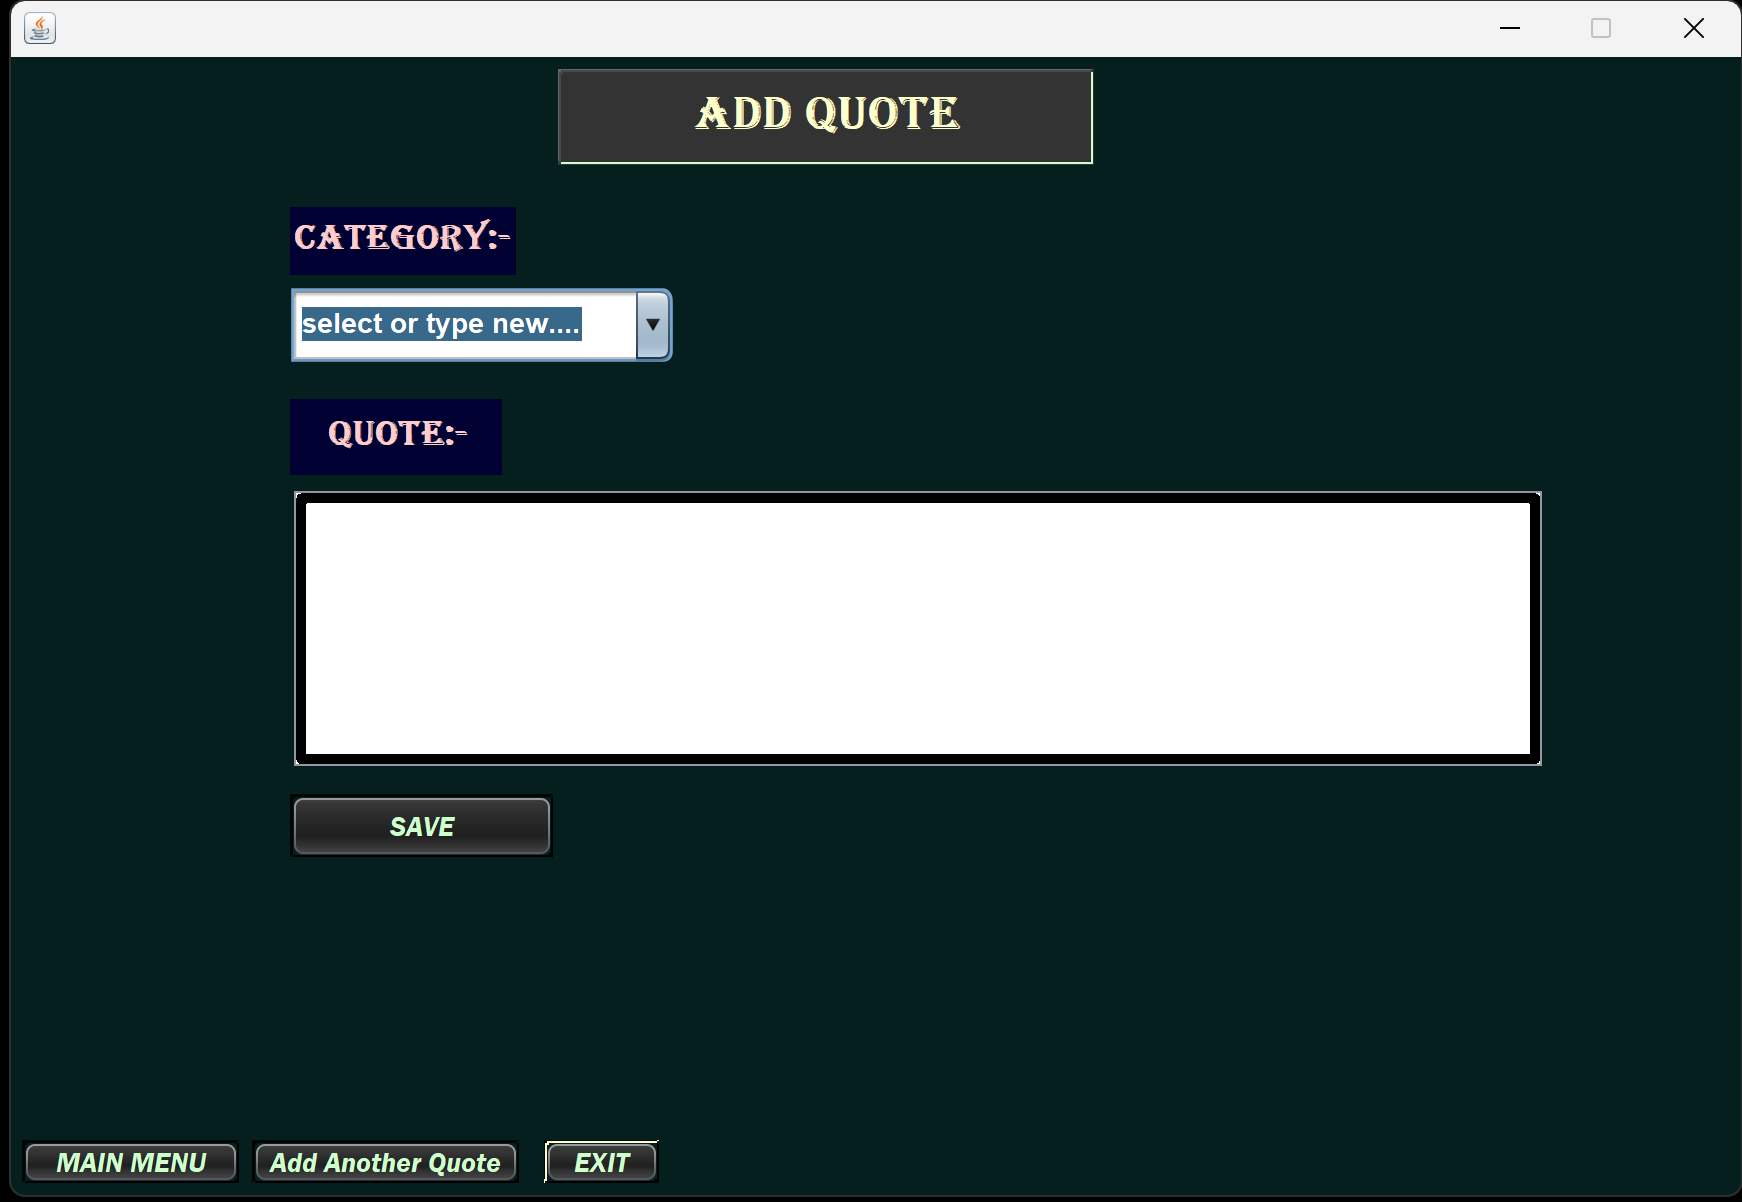 ADD QUOTE
CATEGORY:-
select or type new....
QUOTE:-
SAVE
MAIN MENU
Add Another Quote
EXIT